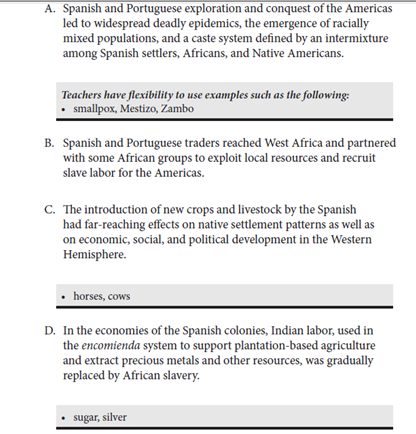 A. Spanish and Portuguese exploration and conquest of the Americas
led to widespread deadly epidemics, the emergence of racially
mixed populations, and a caste system defined by an intermixture
among Spanish settlers, Africans, and Native Americans.
Teachers have flexibility to use examples such as the following:
• smallpox, Mestizo, Zambo
B. Spanish and Portuguese traders reached West Africa and partnered
with some African groups to exploit local resources and recruit
slave labor for the Americas.
C. The introduction of new crops and livestock by the Spanish
had far-reaching effects on native settlement patterns as well as
on economic, social, and political development in the Western
Hemisphere.
• horses, cows
D. In the economies of the Spanish colonies, Indian labor, used in
the encomienda system to support plantation-based agriculture
and extract precious metals and other resources, was gradually
replaced by African slavery.
• sugar, silver